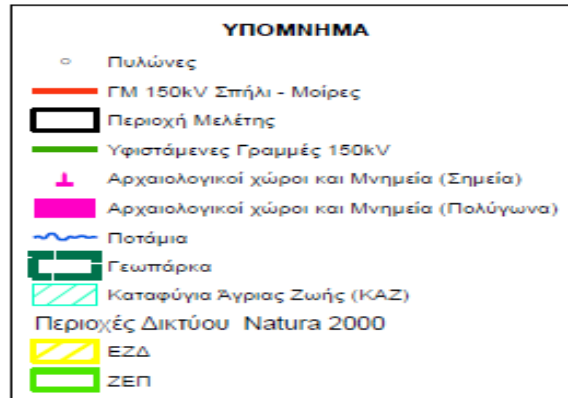 ΥΠΟΜΝΗΜΑ
Πυλώνες
ΓΜ 150kV Σπήλι - Μοίρες
Περιοχή Μελέτης
Υφιστάμενες Γραμμές 150kV
Αρχαιολογικοί χώροι και Μνημεία (Σημεία)
Αρχαιολογικοί χώροι και Μνημεία (Πολύγωνα)
Ποτάμια
Γεωπάρκα
Καταφύγια Άγριας Ζωής (ΚΑΖ)
Περιοχές Δικτύου Natura 2000
ΕΖΔ
ΖΕΠ